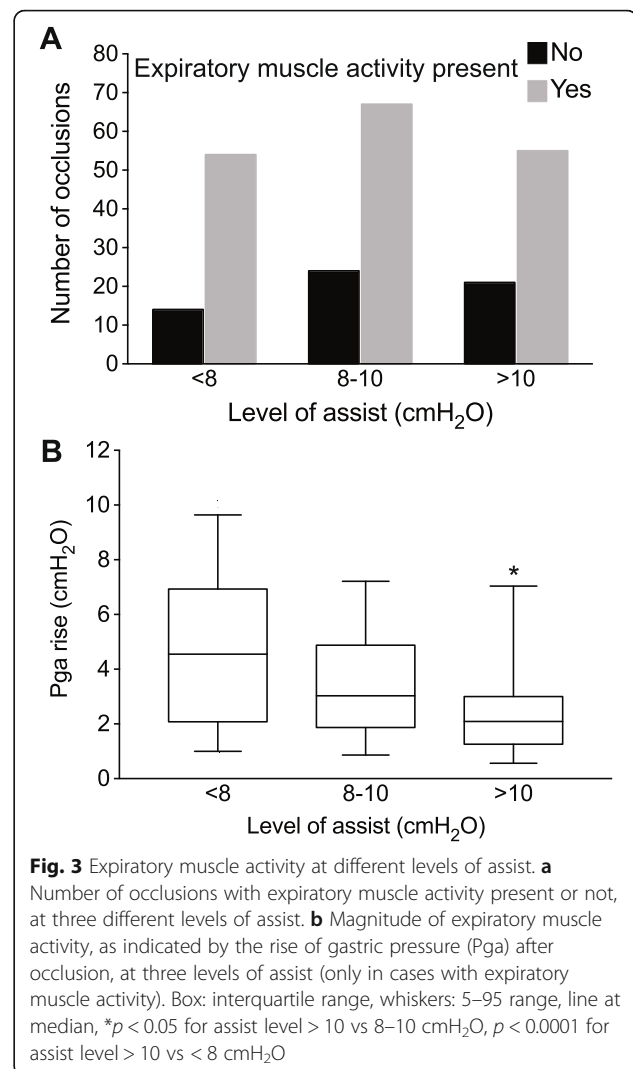 A
Expiratory muscle activity present
No
Yes
Number of occlusions
80
70
60
50
40
30
20
10
0
<8
8-10
>10
Level of assist (cmH₂O)
B
Pga rise (cmH₂O)
12
10
8
6
4
2
0
*
<8
8-10
>10
Level of assist (cmH₂O)
Fig. 3 Expiratory muscle activity at different levels of assist. a
Number of occlusions with expiratory muscle activity present or not,
at three different levels of assist. b Magnitude of expiratory muscle
activity, as indicated by the rise of gastric pressure (Pga) after
occlusion, at three levels of assist (only in cases with expiratory
muscle activity). Box: interquartile range, whiskers: 5–95 range, line at
median, *p < 0.05 for assist level > 10 vs 8–10 cmH₂O, p < 0.0001 for
assist level > 10 vs < 8 cmH₂O